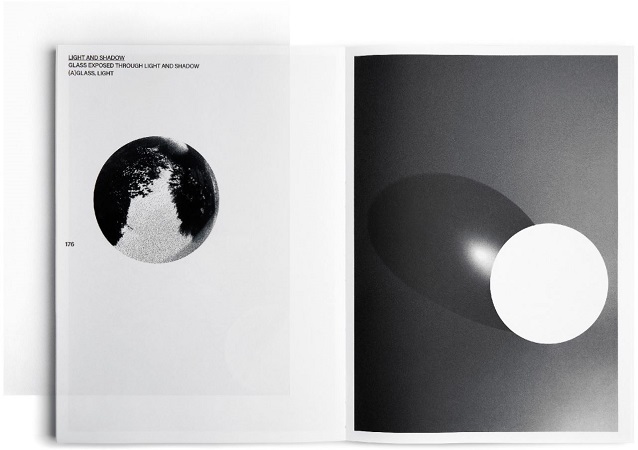 LIGHT AND SHADOW
GLASS EXPOSED THROUGH LIGHT AND SHADOW
(A)GLASS, LIGHT
176